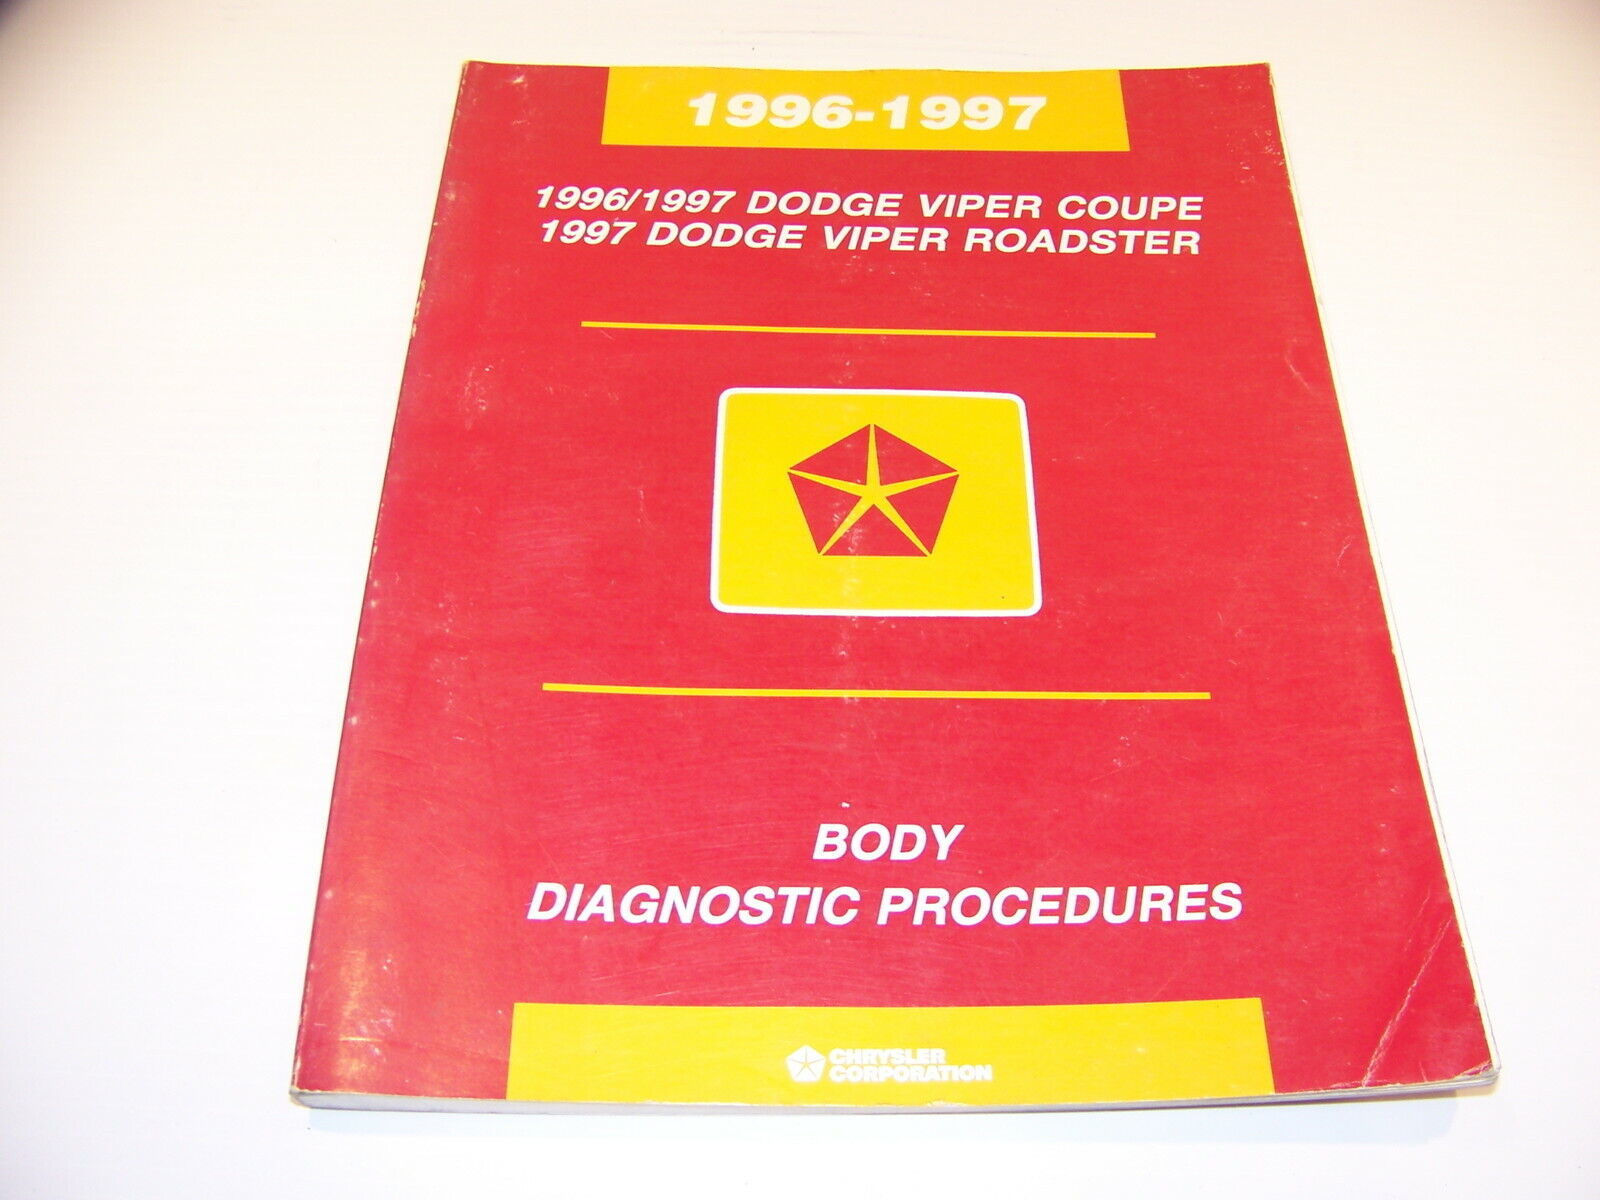 1996-1997
1996/1997 DODGE VIPER COUPE
1997 DODGE VIPER ROADSTER
BODY
DIAGNOSTIC PROCEDURES
CHRYSLER
CORPORATION